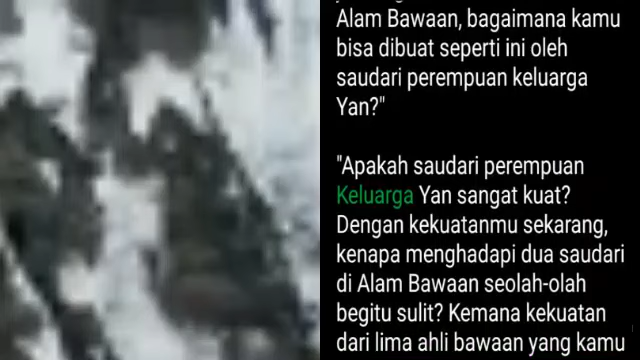 Alam Bawaan, bagaimana kamu
bisa dibuat seperti ini oleh
saudari perempuan keluarga
Yan?"
"Apakah saudari perempuan
Keluarga Yan sangat kuat?
Dengan kekuatanmu sekarang,
kenapa menghadapi dua saudari
di Alam Bawaan seolah-olah
begitu sulit? Kemana kekuatan
dari lima ahli bawaan yang kamu